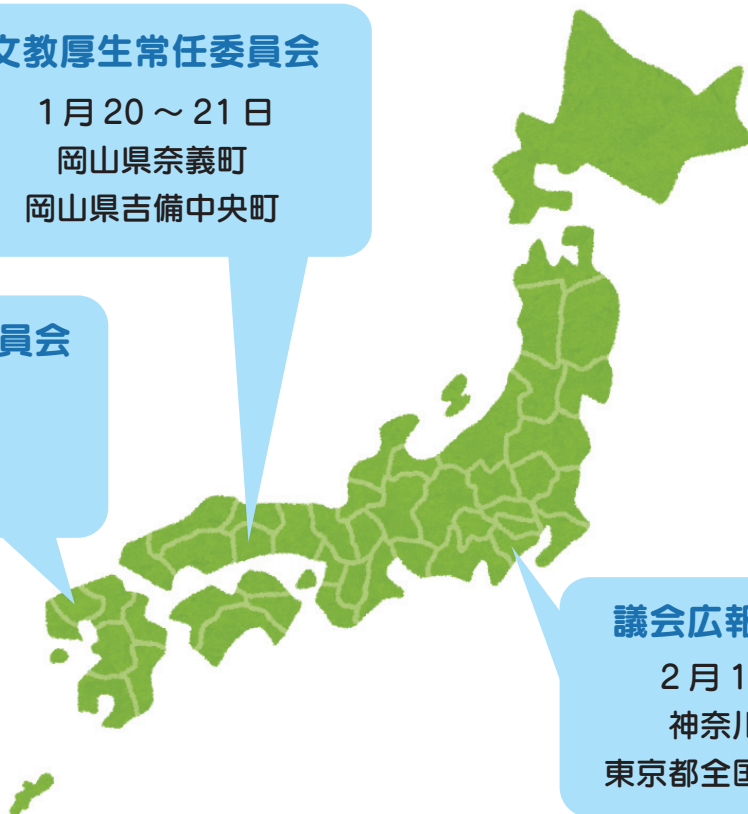 文教厚生常任委員会
1月20～21日
岡山県奈義町
岡山県吉備中央町
員会
議会広報
2月1
神奈川
東京都全国